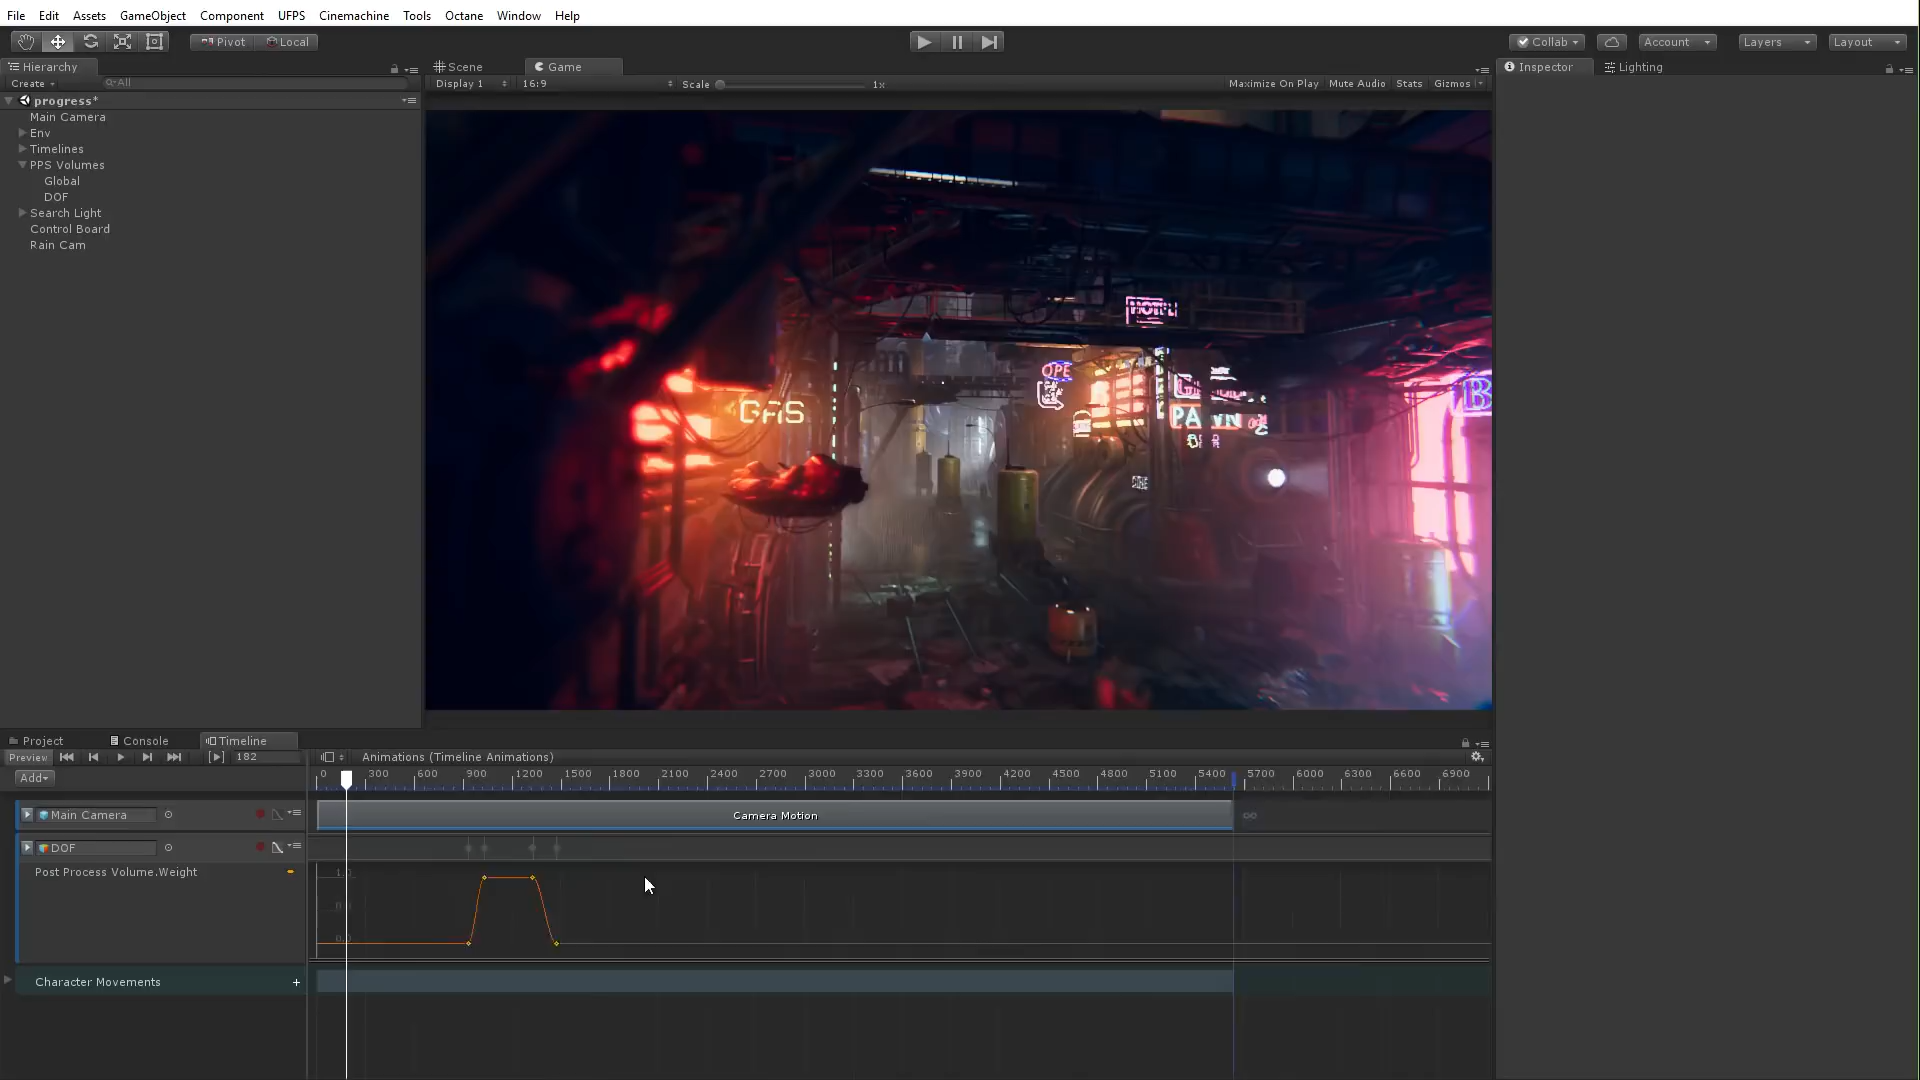 File Edit Assets GameObject Component UFPS Cinemachine Tools Octane Window Help
Pivot Local Collab Account Layers Layout
Hierarchy Scene Game Inspector Lighting
Create All Display 1 16:9 Scale 1x Maximize On Play Mute Audio Stats Gizmos
progress*
Main Camera
Env
Timelines
PPS Volumes
Global
DOF
Search Light
Control Board
Rain Cam
OPE
GAS
B
Project Console Timeline
Preview 182 Animations (Timeline Animations)
Add 0 300 600 900 1200 1500 1800 2100 2400 2700 3000 3300 3600 3900 4200 4500 4800 5100 5400 5700 6000 6300 6600 6900
Main Camera Camera Motion
DOF
Post Process Volume.Weight
Character Movements